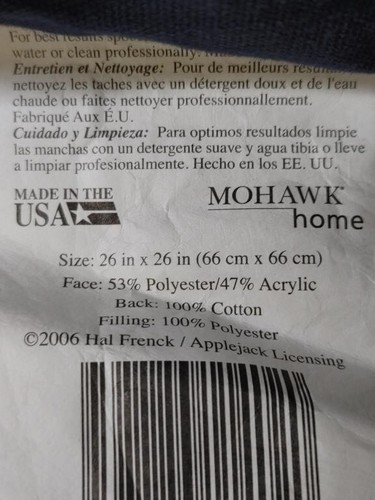 For best results
water or clean professionally.
Entretien et Nettoyage: Pour de meilleurs
nettoyez les taches avec un détergent doux et de l'eau
chaude ou faites nettoyer professionnallement.
Fabriqué Aux É.U.
Cuidado y Limpieza: Para optimos resultados limpie
las manchas con un detergente suave y agua tibia o lleve
a limpiar profesionalmente. Hecho en los EE. UU.
MADE IN THE
USA
MOHAWK
home
Size: 26 in x 26 in (66 cm x 66 cm)
Face: 53% Polyester/47% Acrylic
Back: 100% Cotton
Filling: 100% Polyester
©2006 Hal Frenck / Applejack Licensing